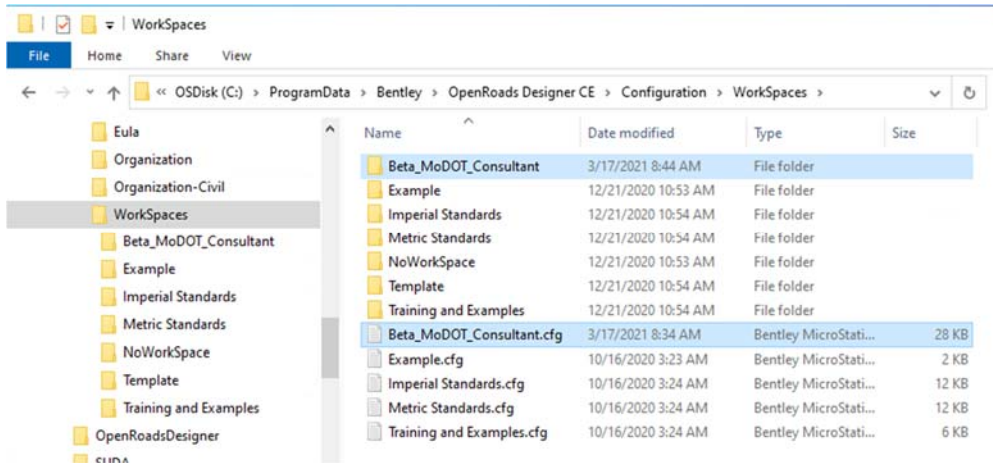 WorkSpaces
File Home Share View
« OSDisk (C:) > ProgramData > Bentley > OpenRoads Designer CE > Configuration > WorkSpaces >
Eula
Organization
Organization-Civil
WorkSpaces
Beta_MoDOT_Consultant
Example
Imperial Standards
Metric Standards
NoWorkSpace
Template
Training and Examples
OpenRoadsDesigner
SUDA
Name Date modified Type Size
Beta_MoDOT_Consultant 3/17/2021 8:44 AM File folder
Example 12/21/2020 10:53 AM File folder
Imperial Standards 12/21/2020 10:54 AM File folder
Metric Standards 12/21/2020 10:54 AM File folder
NoWorkSpace 12/21/2020 10:53 AM File folder
Template 12/21/2020 10:54 AM File folder
Training and Examples 12/21/2020 10:54 AM File folder
Beta_MoDOT_Consultant.cfg 3/17/2021 8:34 AM Bentley MicroStati... 28 KB
Example.cfg 10/16/2020 3:23 AM Bentley MicroStati... 2 KB
Imperial Standards.cfg 10/16/2020 3:24 AM Bentley MicroStati... 12 KB
Metric Standards.cfg 10/16/2020 3:24 AM Bentley MicroStati... 12 KB
Training and Examples.cfg 10/16/2020 3:24 AM Bentley MicroStati... 6 KB